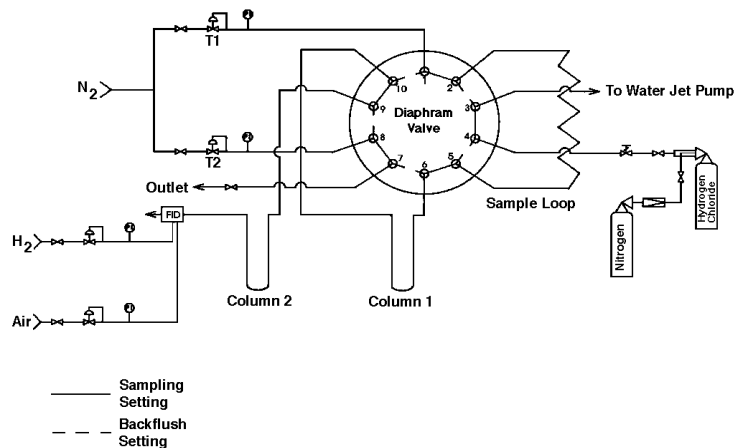 T1
N2
T2
10
2
9
3
8
4
7
5
6
Diaphram
Valve
To Water Jet Pump
Outlet
Sample Loop
Hydrogen
Chloride
Nitrogen
FID
H2
Air
Column 2
Column 1
Sampling
Setting
Backflush
Setting